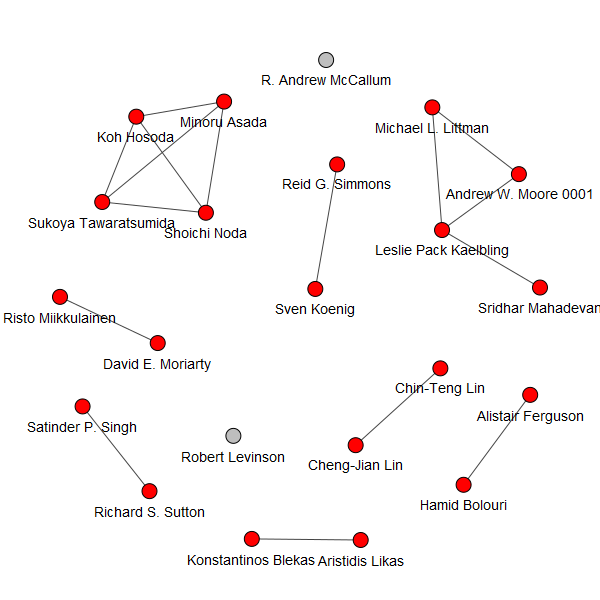 R. Andrew McCallum
Minoru Asada
Koh Hosoda
Michael L. Littman
Reid G. Simmons
Andrew W. Moore 0001
Sukoya Tawaratsumida
Shoichi Noda
Leslie Pack Kaelbling
Sven Koenig
Sridhar Mahadevan
Risto Miikkulainen
David E. Moriarty
Chin-Teng Lin
Alistair Ferguson
Satinder P. Singh
Robert Levinson
Cheng-Jian Lin
Hamid Bolouri
Richard S. Sutton
Konstantinos Blekas
Aristidis Likas